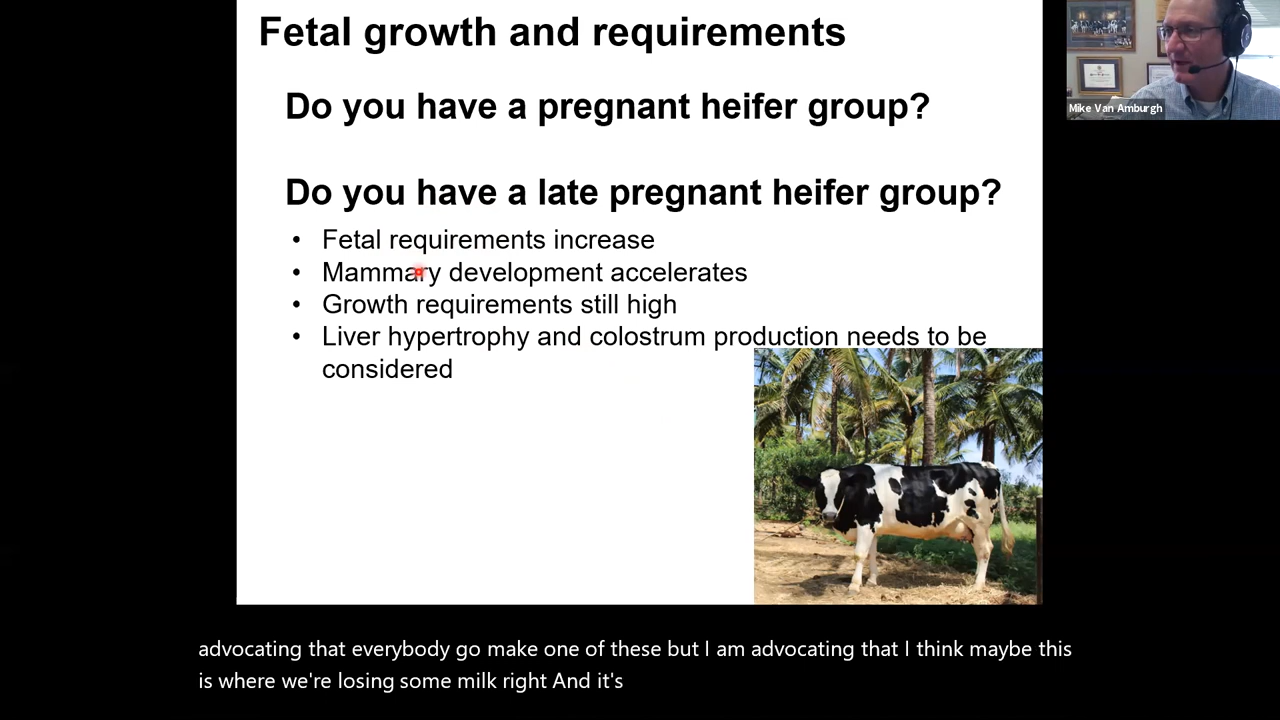 Fetal growth and requirements
Do you have a pregnant heifer group?
Do you have a late pregnant heifer group?
• Fetal requirements increase
• Mammary development accelerates
• Growth requirements still high
• Liver hypertrophy and colostrum production needs to be
considered
Mike Van Amburgh
advocating that everybody go make one of these but I am advocating that I think maybe this
is where we're losing some milk right And it's